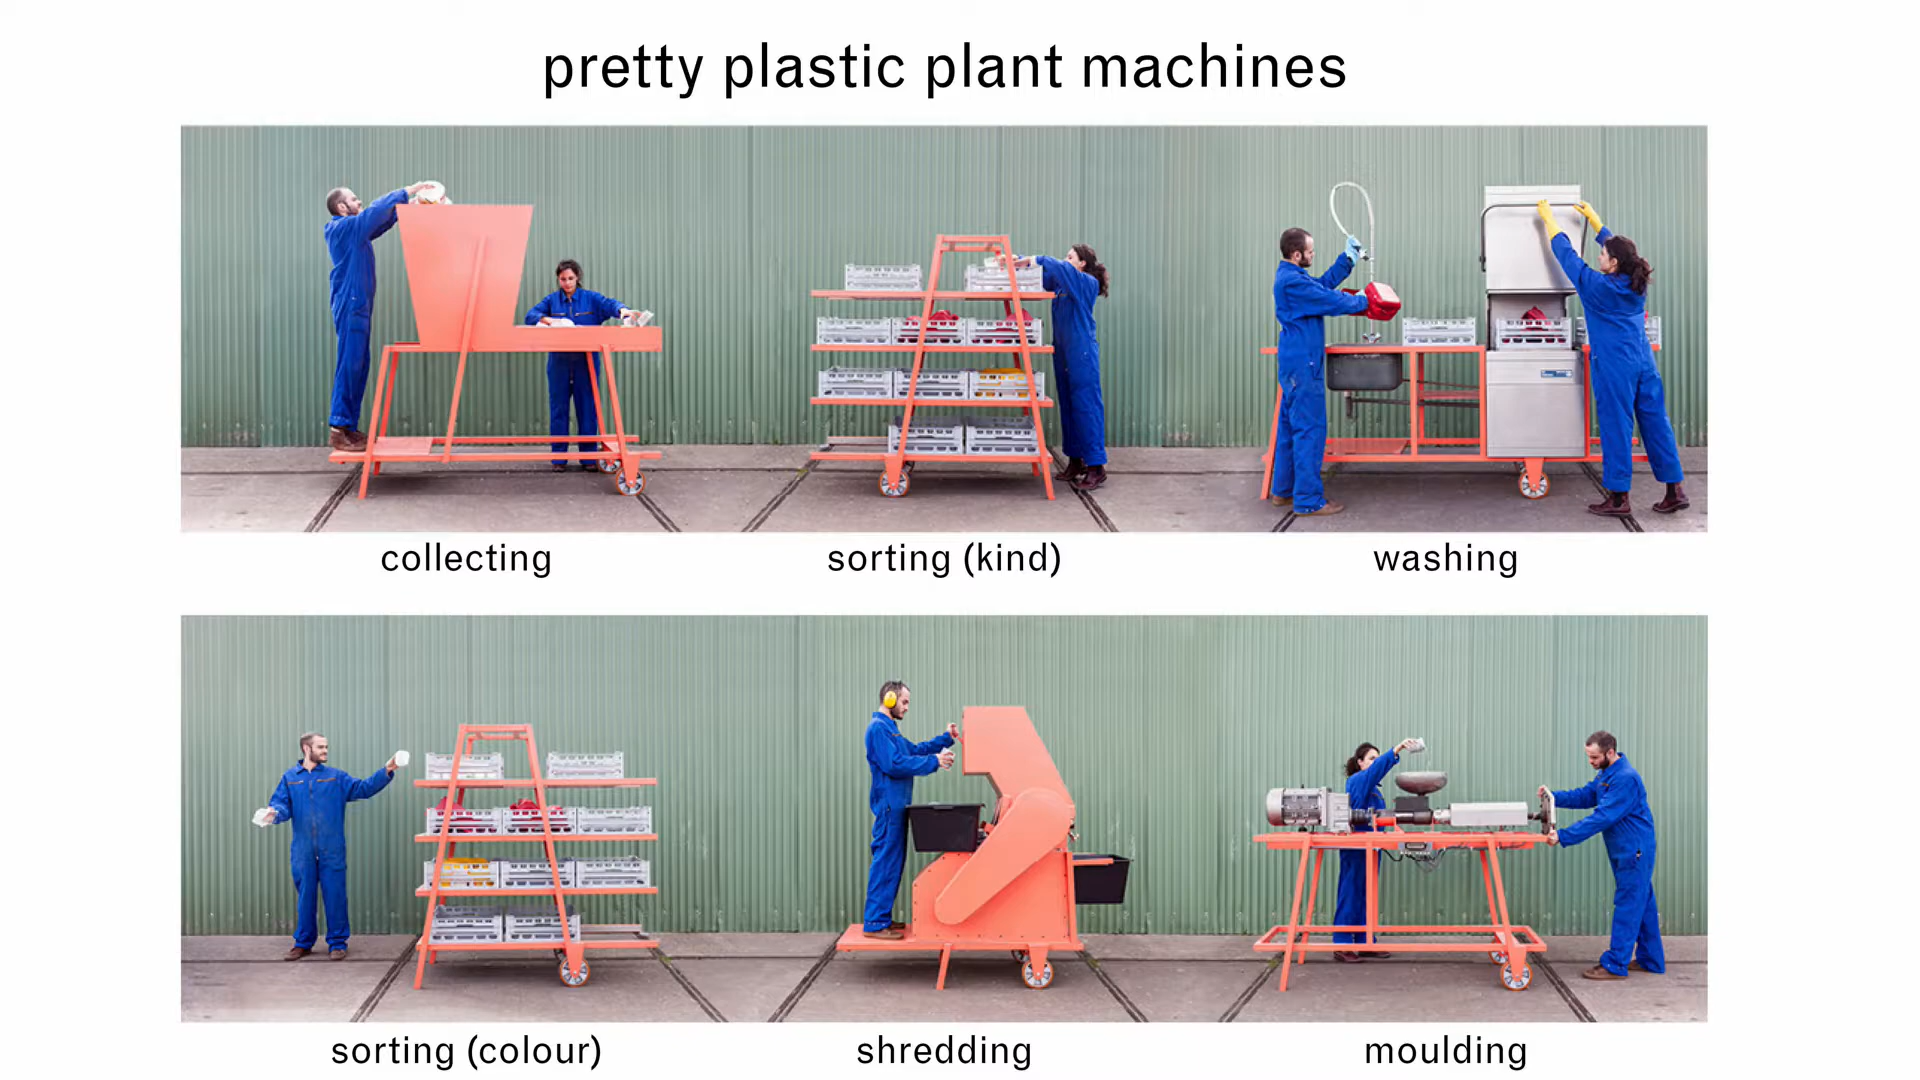 pretty plastic plant machines
collecting
sorting (kind)
washing
sorting (colour)
shredding
moulding